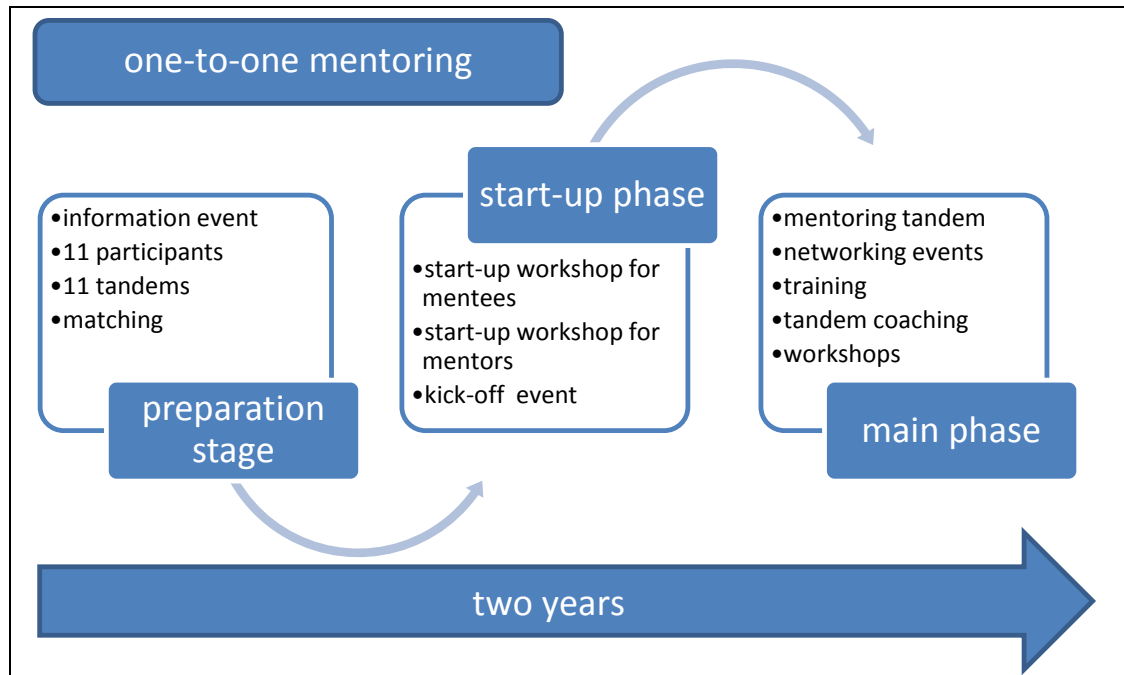 one-to-one mentoring
•information event
•11 participants
•11 tandems
•matching
preparation
stage
start-up phase
•start-up workshop for
mentees
•start-up workshop for
mentors
•kick-off event
•mentoring tandem
•networking events
•training
•tandem coaching
•workshops
main phase
two years